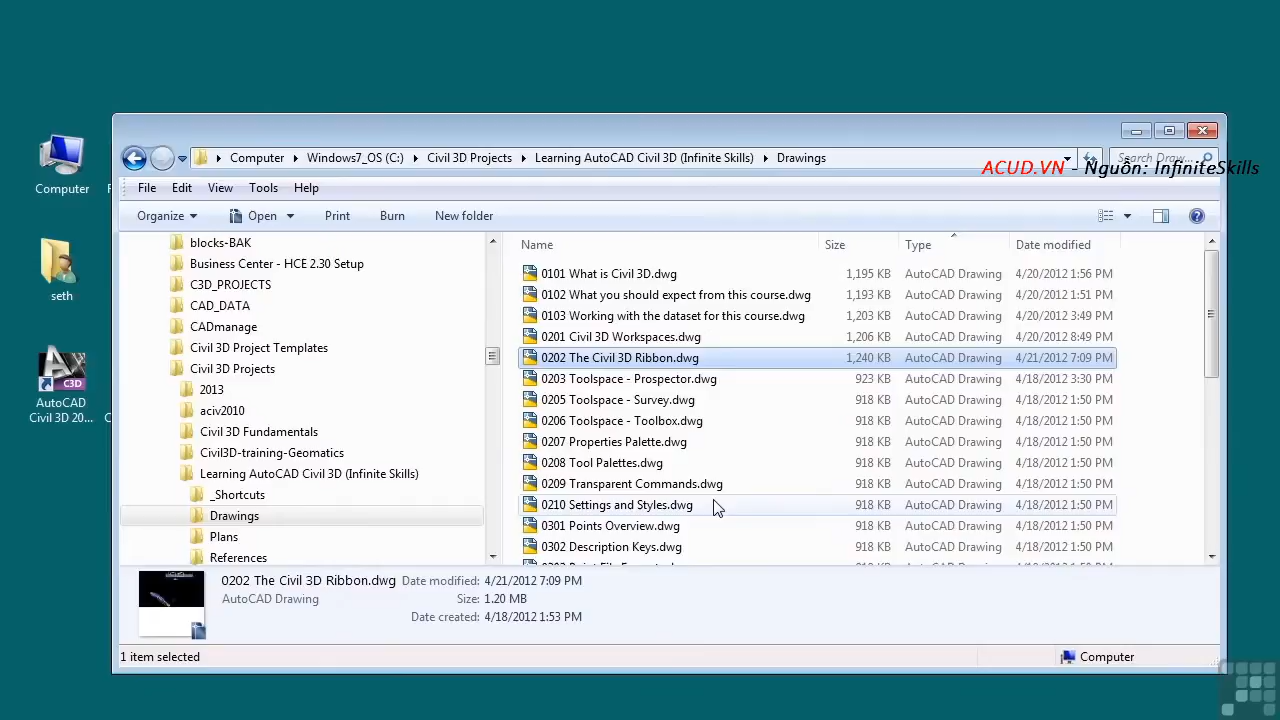 Computer
seth
AutoCAD
Civil 3D 20...
Computer Windows7_OS (C:) Civil 3D Projects Learning AutoCAD Civil 3D (Infinite Skills) Drawings
Search Draw...
ACUD.VN - Nguồn: InfiniteSkills
File Edit View Tools Help
Organize Open Print Burn New folder
blocks-BAK
Business Center - HCE 2.30 Setup
C3D_PROJECTS
CAD_DATA
CADmanage
Civil 3D Project Templates
Civil 3D Projects
2013
aciv2010
Civil 3D Fundamentals
Civil3D-training-Geomatics
Learning AutoCAD Civil 3D (Infinite Skills)
_Shortcuts
Drawings
Plans
References
Name Size Type Date modified
0101 What is Civil 3D.dwg 1,195 KB AutoCAD Drawing 4/20/2012 1:56 PM
0102 What you should expect from this course.dwg 1,193 KB AutoCAD Drawing 4/20/2012 1:51 PM
0103 Working with the dataset for this course.dwg 1,203 KB AutoCAD Drawing 4/20/2012 3:49 PM
0201 Civil 3D Workspaces.dwg 1,206 KB AutoCAD Drawing 4/20/2012 8:49 PM
0202 The Civil 3D Ribbon.dwg 1,240 KB AutoCAD Drawing 4/21/2012 7:09 PM
0203 Toolspace - Prospector.dwg 923 KB AutoCAD Drawing 4/18/2012 3:30 PM
0205 Toolspace - Survey.dwg 918 KB AutoCAD Drawing 4/18/2012 1:50 PM
0206 Toolspace - Toolbox.dwg 918 KB AutoCAD Drawing 4/18/2012 1:50 PM
0207 Properties Palette.dwg 918 KB AutoCAD Drawing 4/18/2012 1:50 PM
0208 Tool Palettes.dwg 918 KB AutoCAD Drawing 4/18/2012 1:50 PM
0209 Transparent Commands.dwg 918 KB AutoCAD Drawing 4/18/2012 1:50 PM
0210 Settings and Styles.dwg 918 KB AutoCAD Drawing 4/18/2012 1:50 PM
0301 Points Overview.dwg 918 KB AutoCAD Drawing 4/18/2012 1:50 PM
0302 Description Keys.dwg 918 KB AutoCAD Drawing 4/18/2012 1:50 PM
0202 The Civil 3D Ribbon.dwg Date modified: 4/21/2012 7:09 PM
AutoCAD Drawing Size: 1.20 MB
Date created: 4/18/2012 1:53 PM
1 item selected Computer